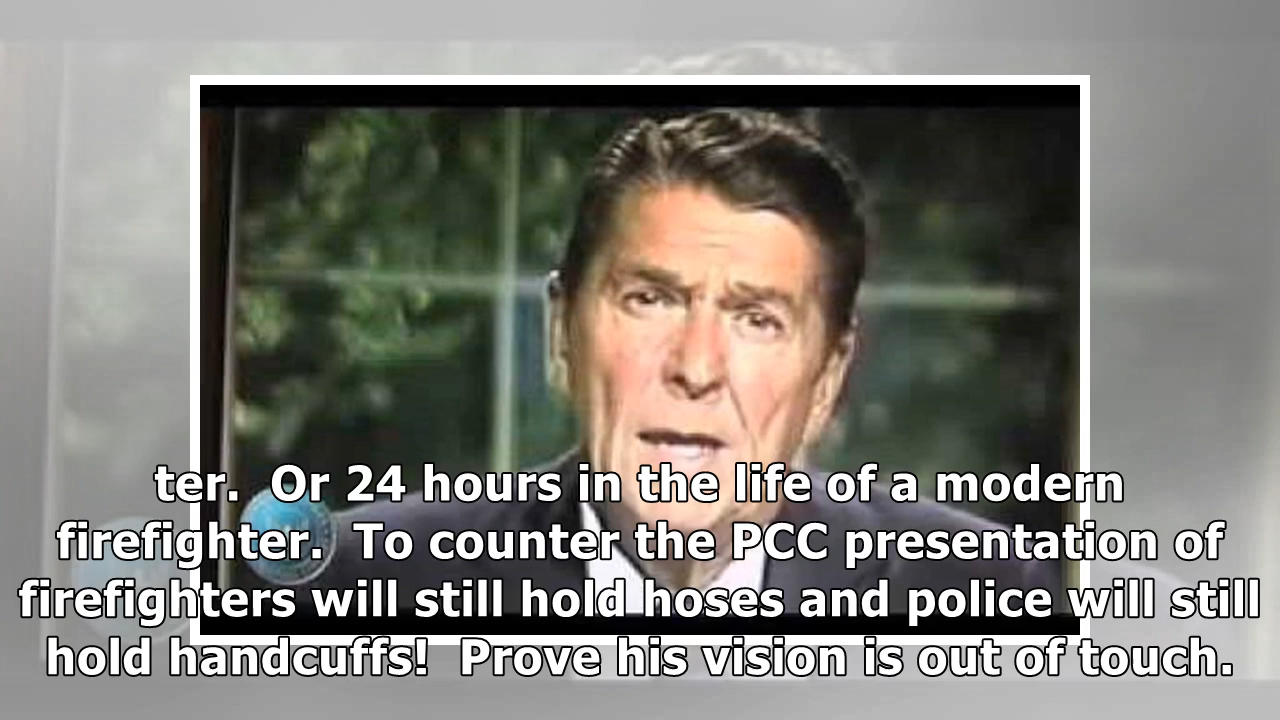 ter.  Or 24 hours in the life of a modern
firefighter.  To counter the PCC presentation of
firefighters will still hold hoses and police will still
hold handcuffs!  Prove his vision is out of touch.